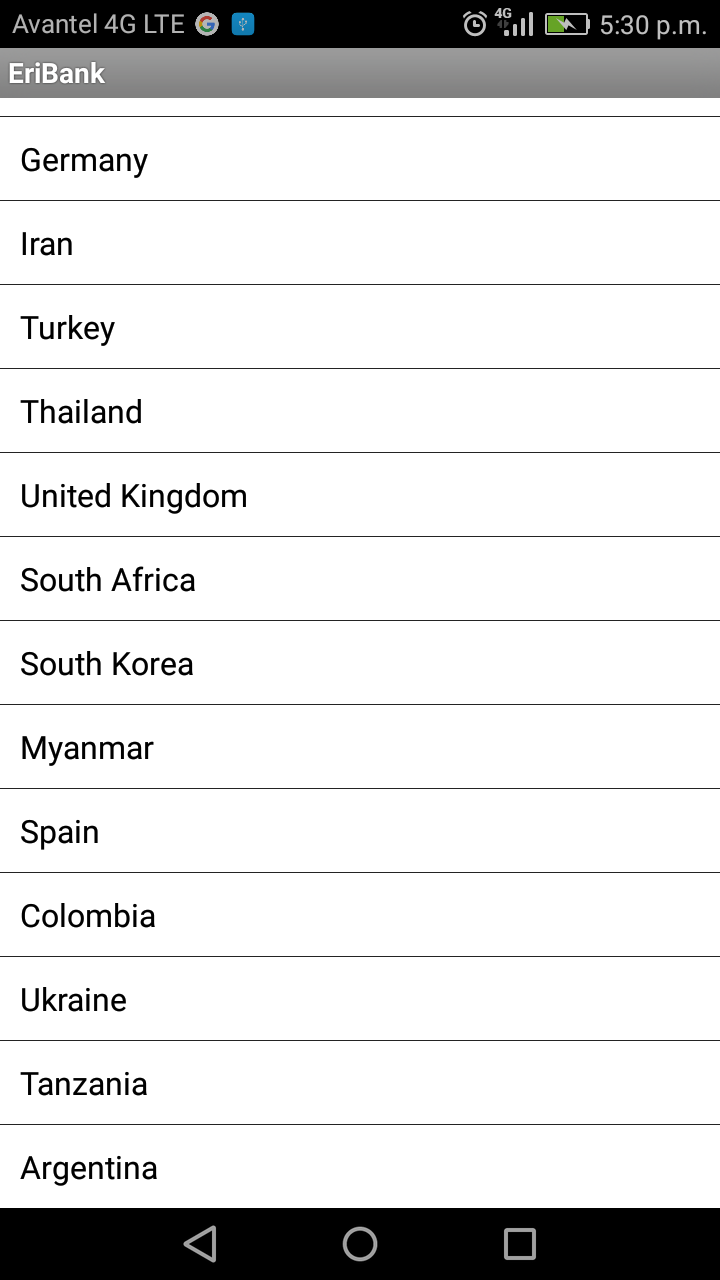 Avantel 4G LTE 4G 5:30 p.m.
EriBank
Germany
Iran
Turkey
Thailand
United Kingdom
South Africa
South Korea
Myanmar
Spain
Colombia
Ukraine
Tanzania
Argentina